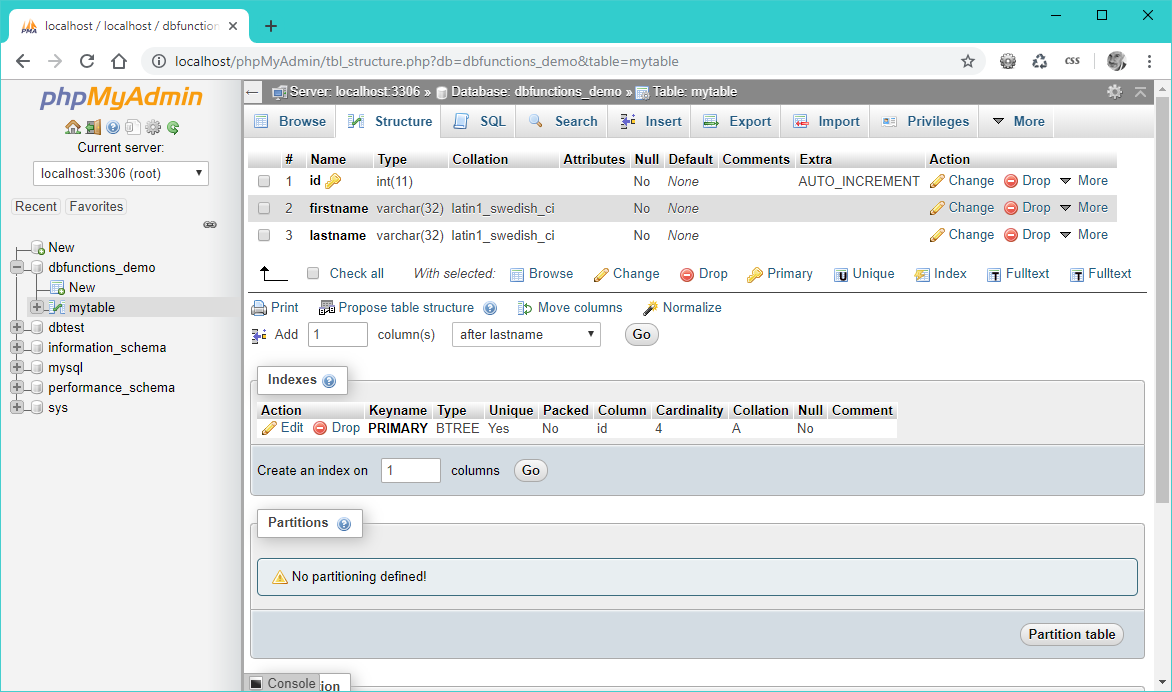 localhost / localhost / dbfunction
localhost/phpMyAdmin/tbl_structure.php?db=dbfunctions_demo&table=mytable
css
phpMyAdmin
Current server:
localhost:3306 (root)
Recent Favorites
New
dbfunctions_demo
New
mytable
dbtest
information_schema
mysql
performance_schema
sys
Server: localhost:3306 » Database: dbfunctions_demo » Table: mytable
Browse Structure SQL Search Insert Export Import Privileges More
# Name Type Collation Attributes Null Default Comments Extra Action
1 id int(11) No None AUTO_INCREMENT Change Drop More
2 firstname varchar(32) latin1_swedish_ci No None Change Drop More
3 lastname varchar(32) latin1_swedish_ci No None Change Drop More
Check all With selected: Browse Change Drop Primary Unique Index Fulltext Fulltext
Print Propose table structure Move columns Normalize
Add 1 column(s) after lastname Go
Indexes
Action Keyname Type Unique Packed Column Cardinality Collation Null Comment
Edit Drop PRIMARY BTREE Yes No id 4 A No
Create an index on 1 columns Go
Partitions
No partitioning defined!
Partition table
Console